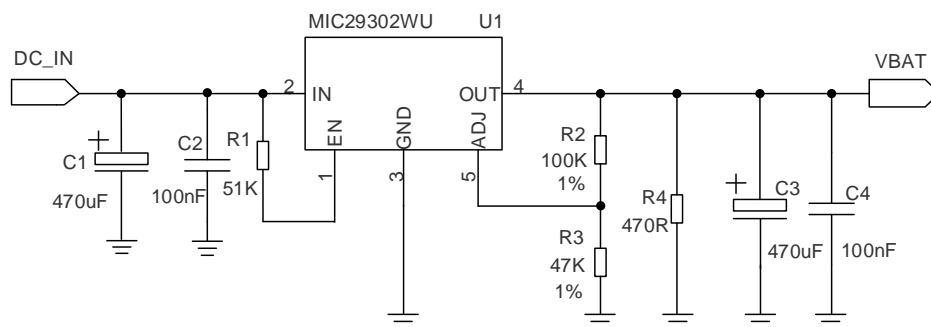 MIC29302WU U1
DC_IN
VBAT
2 IN
OUT 4
EN
GND
ADJ
1
3
5
+
C1
470uF
C2
100nF
R1
51K
R2
100K
1%
R3
47K
1%
R4
470R
+
C3
470uF
C4
100nF